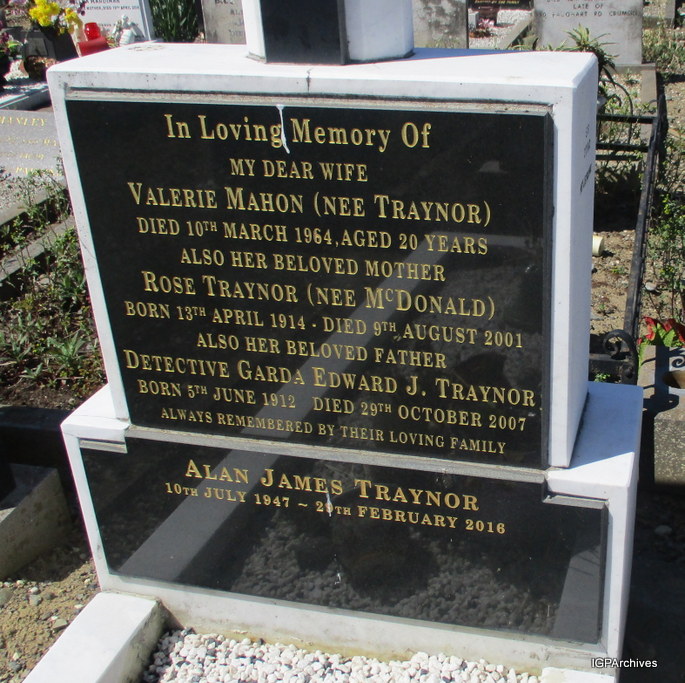 In Loving Memory Of
MY DEAR WIFE
VALERIE MAHON (NEE TRAYNOR)
DIED 10TH MARCH 1964, AGED 20 YEARS
ALSO HER BELOVED MOTHER
ROSE TRAYNOR (NEE McDONALD)
BORN 13TH APRIL 1914 - DIED 9TH AUGUST 2001
ALSO HER BELOVED FATHER
DETECTIVE GARDA EDWARD J. TRAYNOR
BORN 5TH JUNE 1912 DIED 29TH OCTOBER 2007
ALWAYS REMEMBERED BY THEIR LOVING FAMILY
ALAN JAMES TRAYNOR
10TH JULY 1947 ~ 29TH FEBRUARY 2016
LATE OF
IGPArchives